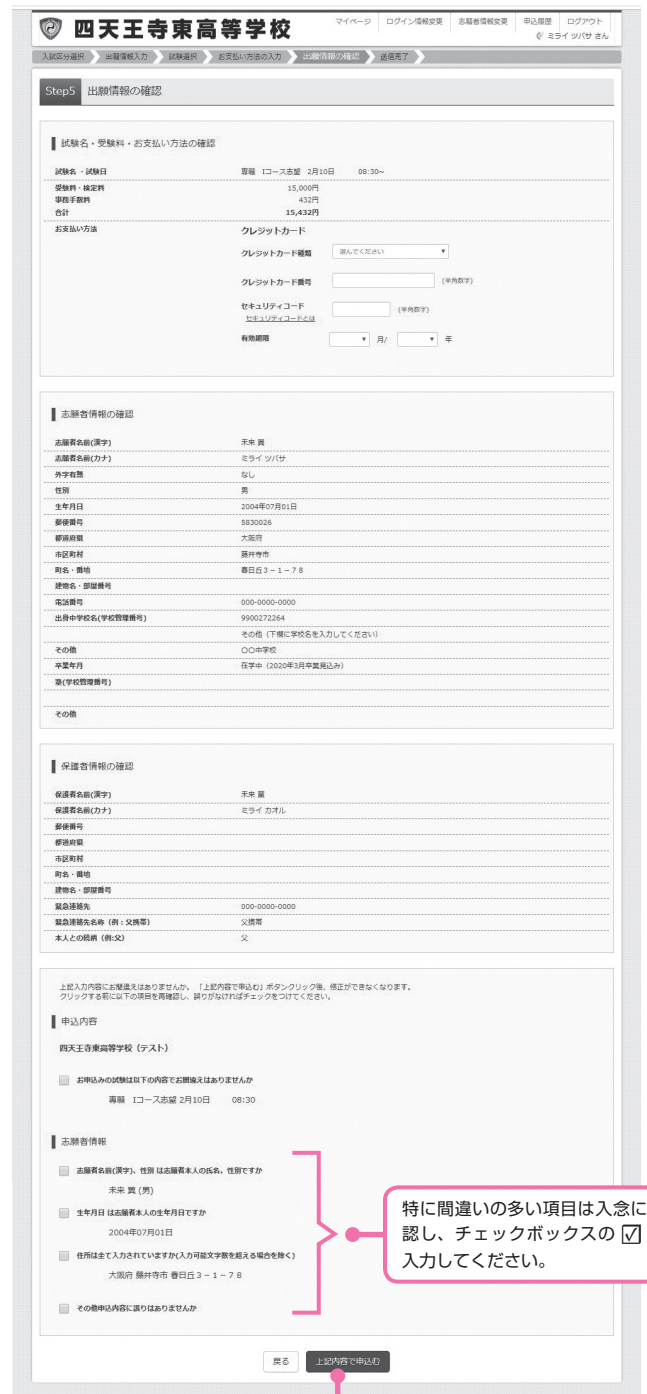 四天王寺東高等学校
マイページ ログイン情報変更 志願者情報変更 申込履歴 ログアウト
ミライ ツバサ さん
入試区分選択 出願情報入力 試験選択 お支払い方法の入力 出願情報の確認 送信完了
Step5 出願情報の確認
試験名・受験料・お支払い方法の確認
試験名・試験日 専願 Iコース志望 2月10日 08:30~
受験料・検定料 15,000円
事務手数料 432円
合計 15,432円
お支払い方法 クレジットカード
クレジットカード種類 選んでください
クレジットカード番号 (半角数字)
セキュリティコード (半角数字)
セキュリティコードとは
有効期限 月/ 年
志願者情報の確認
志願者名前(漢字) 未来 翼
志願者名前(カナ) ミライ ツバサ
外字有無 なし
性別 男
生年月日 2004年07月01日
郵便番号 5830026
都道府県 大阪府
市区町村 藤井寺市
町名・番地 春日丘3-1-78
建物名・部屋番号
電話番号 000-0000-0000
出身中学校名(学校管理番号) 9900272264
その他（下欄に学校名を入力してください）
その他 ○○中学校
卒業年月 在学中（2020年3月卒業見込み）
塾(学校管理番号)
その他
保護者情報の確認
保護者名前(漢字) 未来 薫
保護者名前(カナ) ミライ カオル
郵便番号
都道府県
市区町村
町名・番地
建物名・部屋番号
緊急連絡先 000-0000-0000
緊急連絡先名称（例：父携帯） 父携帯
本人との続柄（例:父） 父
上記入力内容にお間違えはありませんか。「上記内容で申込む」ボタンクリック後、修正ができなくなります。
クリックする前に以下の項目を再確認し、誤りがなければチェックをつけてください。
申込内容
四天王寺東高等学校（テスト）
お申込みの試験は以下の内容でお間違えはありませんか
専願 Iコース志望 2月10日 08:30
志願者情報
志願者名前(漢字)、性別 は志願者本人の氏名、性別ですか
未来 翼 (男)
生年月日 は志願者本人の生年月日ですか
2004年07月01日
住所は全て入力されていますか(入力可能文字数を超える場合を除く)
大阪府 藤井寺市 春日丘3-1-78
その他申込内容に誤りはありませんか
特に間違いの多い項目は入念に
認し、チェックボックスの ☑
入力してください。
戻る 上記内容で申込む